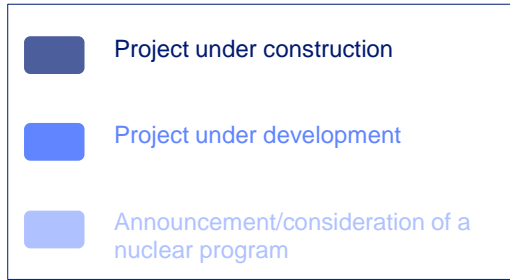 Project under construction
Project under development
Announcement/consideration of a
nuclear program